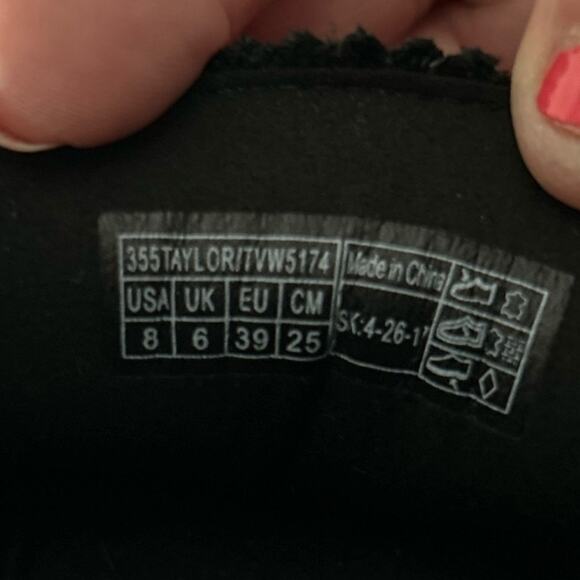 355TAYLOR/TVW5174
Made in China
USA UK EU CM
8 6 39 25
SK:4-26-17